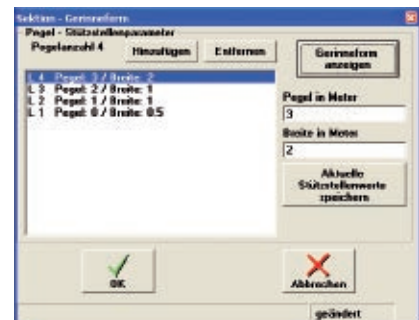 Sektion - Gerinneform
Pegel - Stützstellenparameter
Pegelanzahl 4
Hinzufügen
Entfernen
Gerinneform
anzeigen
L 4 Pegel: 3 / Breite: 2
L 3 Pegel: 2 / Breite: 1
L 2 Pegel: 1 / Breite: 1
L 1 Pegel: 0 / Breite: 0.5
Pegel in Meter
3
Breite in Meter
2
Aktuelle
Stützstellenwerte
speichern
OK
Abbrechen
geändert